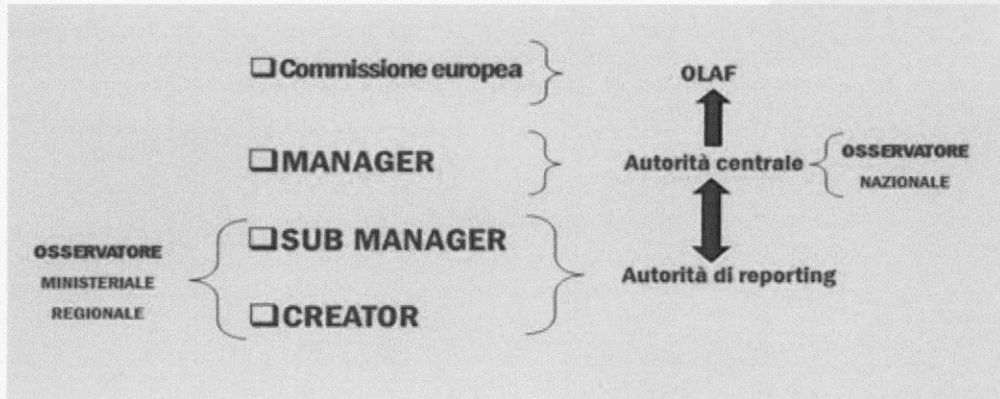 ❑Commissione europea
OLAF
❑MANAGER
Autorità centrale
OSSERVATORE
NAZIONALE
❑SUB MANAGER
OSSERVATORE
MINISTERIALE
REGIONALE
Autorità di reporting
❑CREATOR